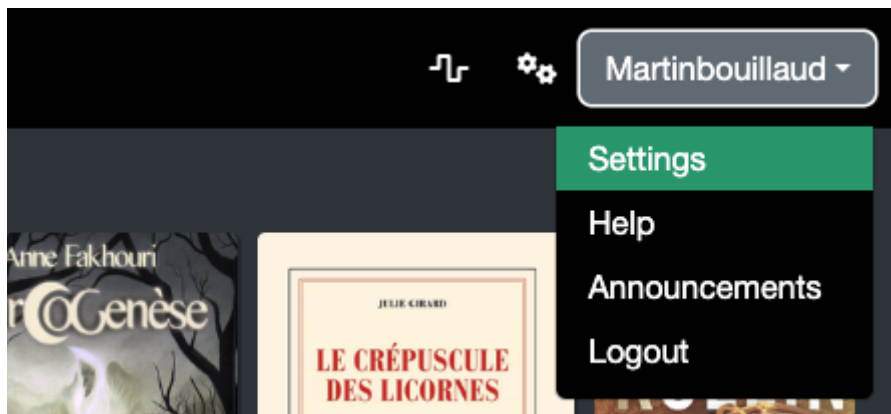 Martinbouillaud
Settings
Help
Announcements
Logout
Anne Fakhouri
JULIE GIRARD
LE CRÉPUSCULE
DES LICORNES